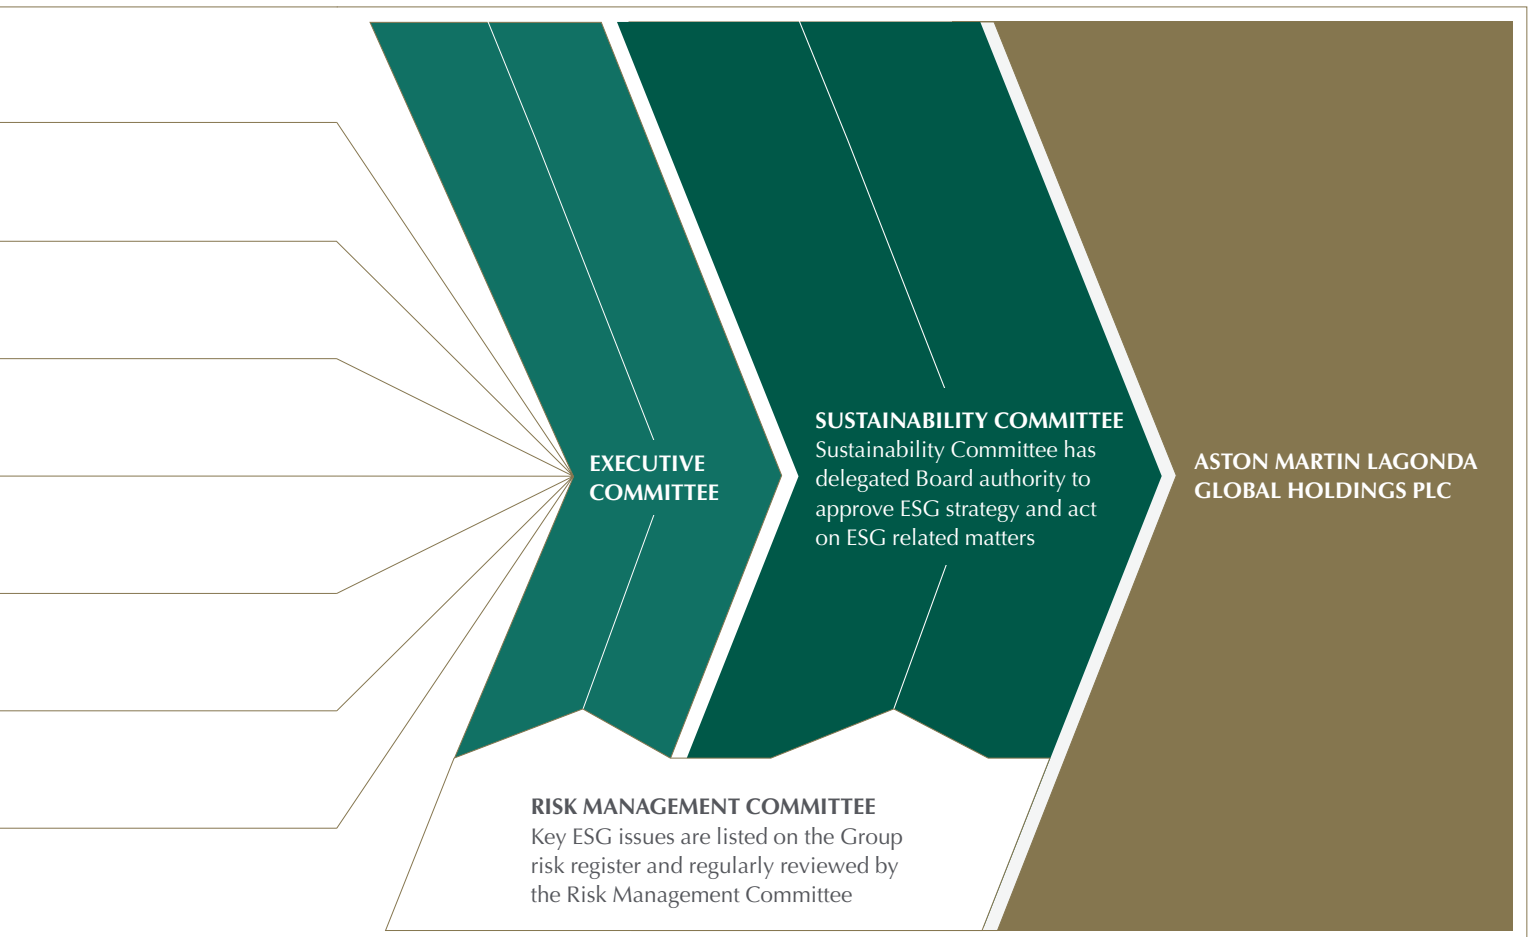 EXECUTIVE
COMMITTEE
SUSTAINABILITY COMMITTEE
Sustainability Committee has
delegated Board authority to
approve ESG strategy and act
on ESG related matters
ASTON MARTIN LAGONDA
GLOBAL HOLDINGS PLC
RISK MANAGEMENT COMMITTEE
Key ESG issues are listed on the Group
risk register and regularly reviewed by
the Risk Management Committee